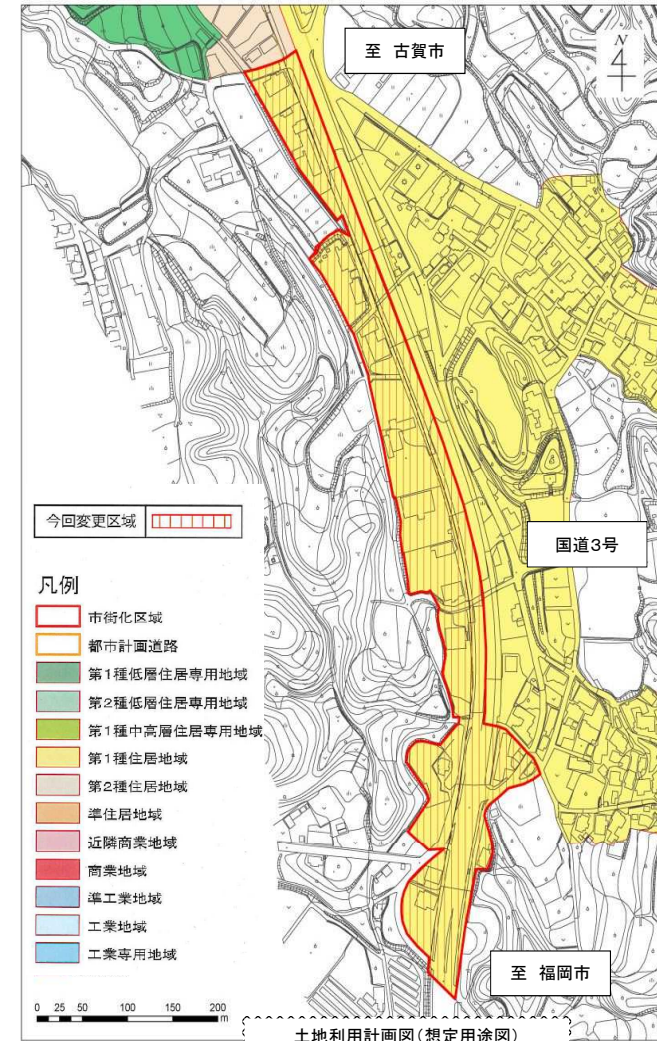 至 古賀市
N
今回変更区域
国道3号
凡例
市街化区域
都市計画道路
第1種低層住居専用地域
第2種低層住居専用地域
第1種中高層住居専用地域
第1種住居地域
第2種住居地域
準住居地域
近隣商業地域
商業地域
準工業地域
工業地域
工業専用地域
至 福岡市
0 25 50 100 150 200
m
土地利用計画図(想定用途図)